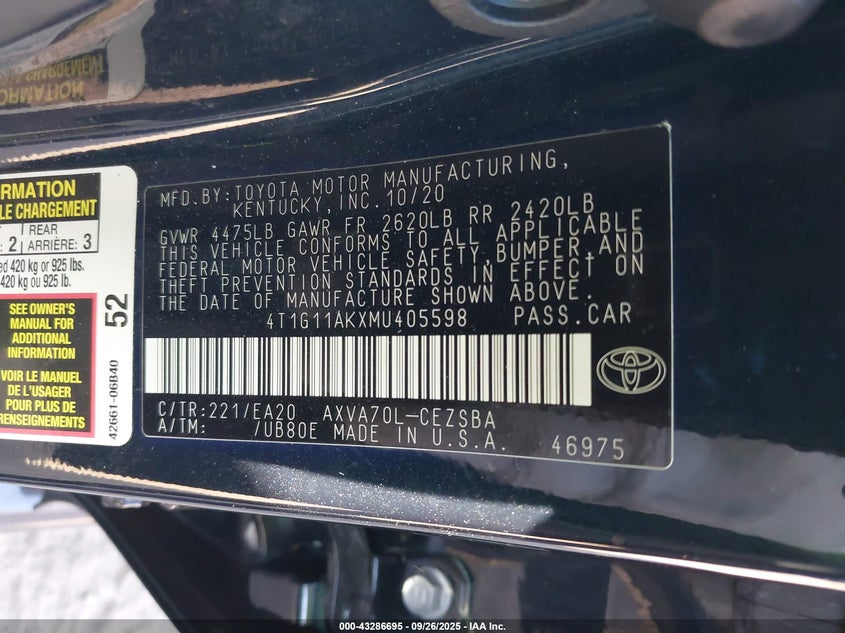 FORMATION
CHARGEMENT
RMATION
LE CHARGEMENT
REAR
: 2 ARRIÈRE: 3
ed 420 kg or 925 lbs.
420 kg ou 925 lb.
SEE OWNER'S
MANUAL FOR
ADDITIONAL
INFORMATION
VOIR LE MANUEL
DE L'USAGER
POUR PLUS DE
RENSEIGNEMENTS
52
42661-06B40
MFD.BY:TOYOTA MOTOR MANUFACTURING,
KENTUCKY, INC. 10/20
GVWR 4475LB GAWR FR 2620LB RR 2420LB
THIS VEHICLE CONFORMS TO ALL APPLICABLE
FEDERAL MOTOR VEHICLE SAFETY,BUMPER,AND
THEFT PREVENTION STANDARDS IN EFFECT ON
THE DATE OF MANUFACTURE SHOWN ABOVE.
4T1G11AKXMU405598 PASS.CAR
C/TR:221/EA20 AXVA70L-CEZSBA
A/TM: /UB80E MADE IN U.S.A. 46975
000-43286695 - 09/26/2025 - IAA Inc.